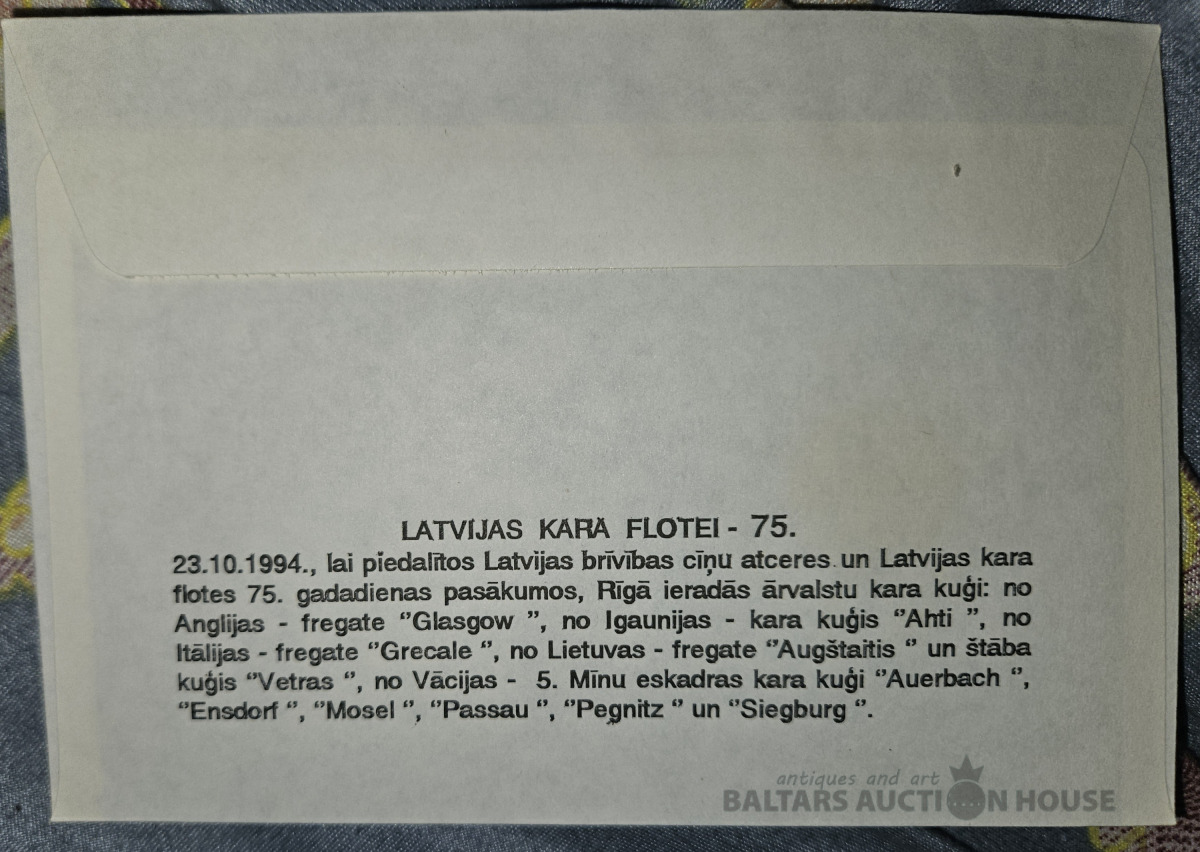 LATVIJAS KARA FLOTEI - 75.
23.10.1994., lai piedalītos Latvijas brīvības cīņu atceres un Latvijas kara
flotes 75. gadadienas pasākumos, Rīgā ieradās ārvalstu kara kuģi: no
Anglijas - fregate “Glasgow ”, no Igaunijas - kara kuģis “Ahti ”, no
Itālijas - fregate “Grecale “, no Lietuvas - fregate “Augštaitis ” un štāba
kuģis “Vetras “, no Vācijas - 5. Mīnu eskadras kara kuģi “Auerbach “,
“Ensdorf “, “Mosel “, “Passau “, “Pegnitz ” un “Siegburg “.
antiques and art
BALTARS AUCTION HOUSE